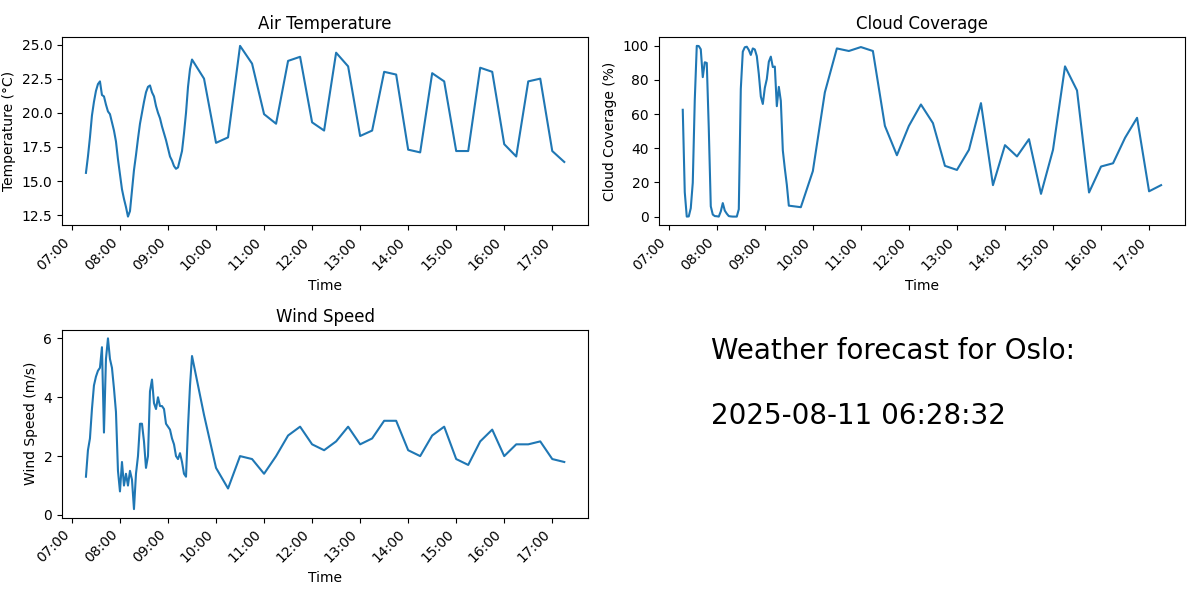 Air Temperature
Temperature (°C)
25.0
22.5
20.0
17.5
15.0
12.5
07:00 08:00 09:00 10:00 11:00 12:00 13:00 14:00 15:00 16:00 17:00
Time
Cloud Coverage
Cloud Coverage (%)
100
80
60
40
20
0
07:00 08:00 09:00 10:00 11:00 12:00 13:00 14:00 15:00 16:00 17:00
Time
Wind Speed
Wind Speed (m/s)
6
4
2
0
07:00 08:00 09:00 10:00 11:00 12:00 13:00 14:00 15:00 16:00 17:00
Time
Weather forecast for Oslo:
2025-08-11 06:28:32